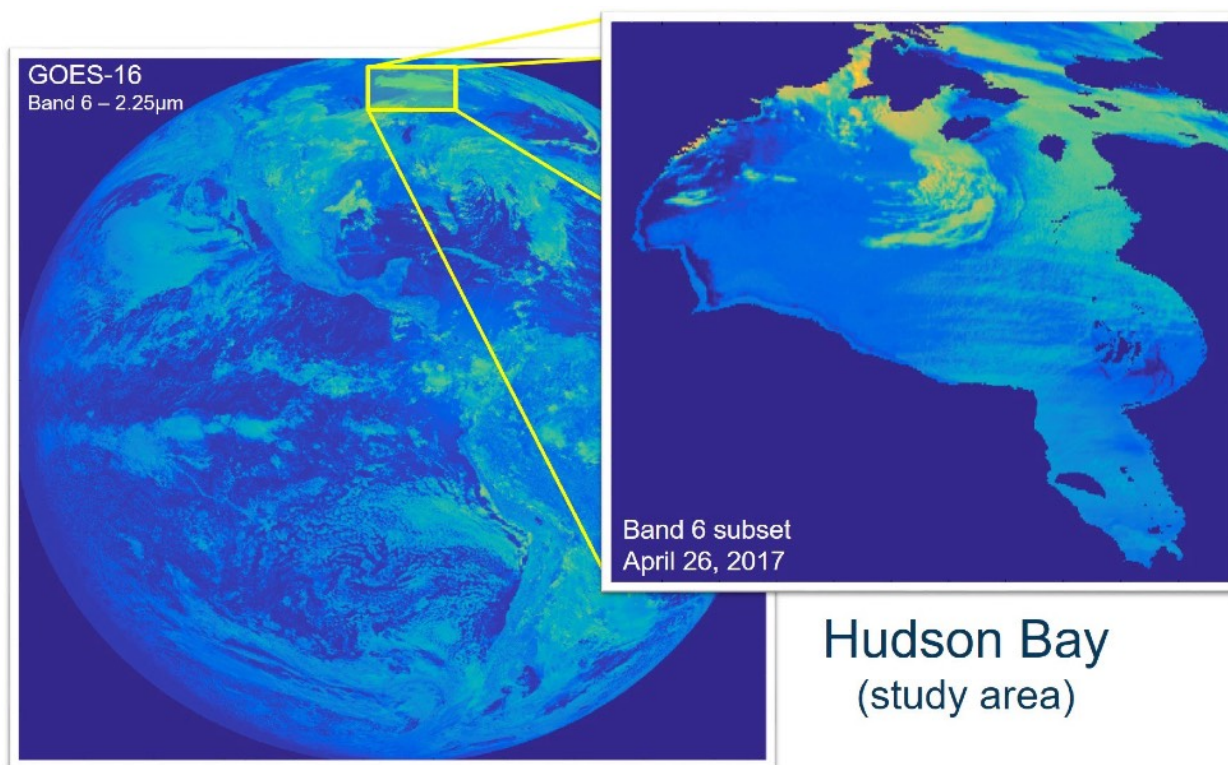 GOES-16
Band 6 – 2.25µm
Band 6 subset
April 26, 2017
Hudson Bay
(study area)